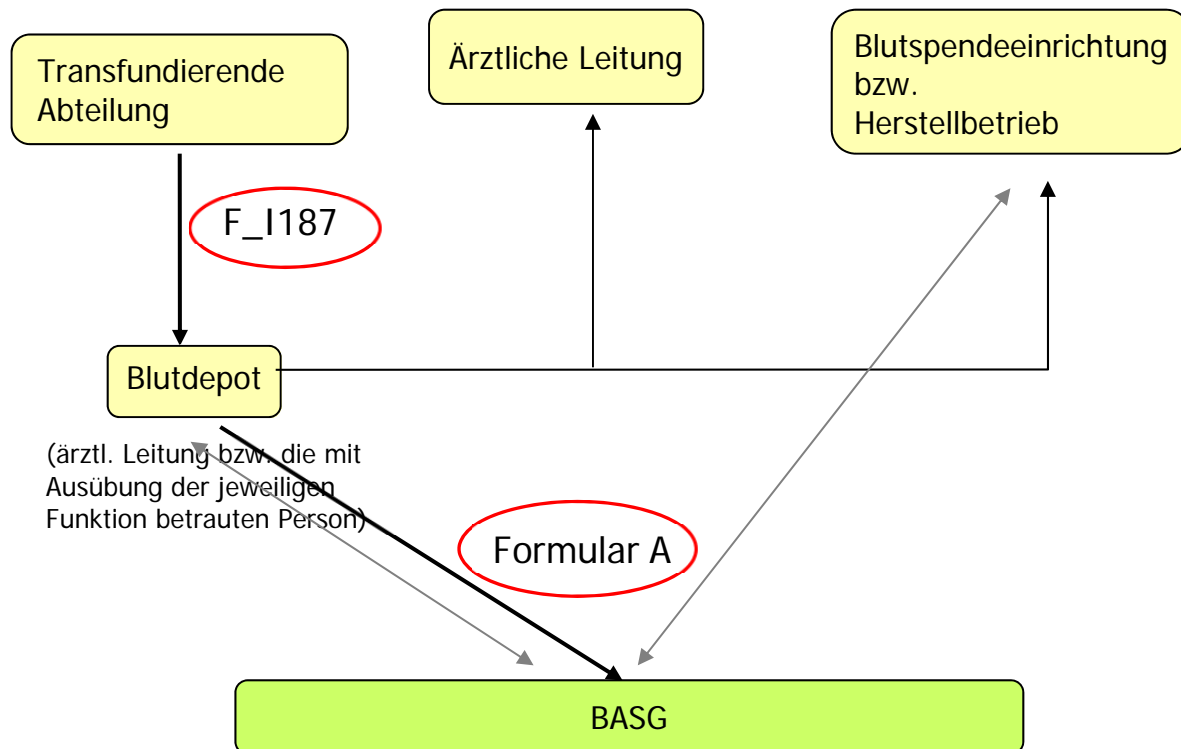 Transfundierende
Abteilung
Ärztliche Leitung
Blutspendeeinrichtung
bzw.
Herstellbetrieb
F_I187
Blutdepot
(ärztl. Leitung bzw. die mit
Ausübung der jeweiligen
Funktion betrauten Person)
Formular A
BASG